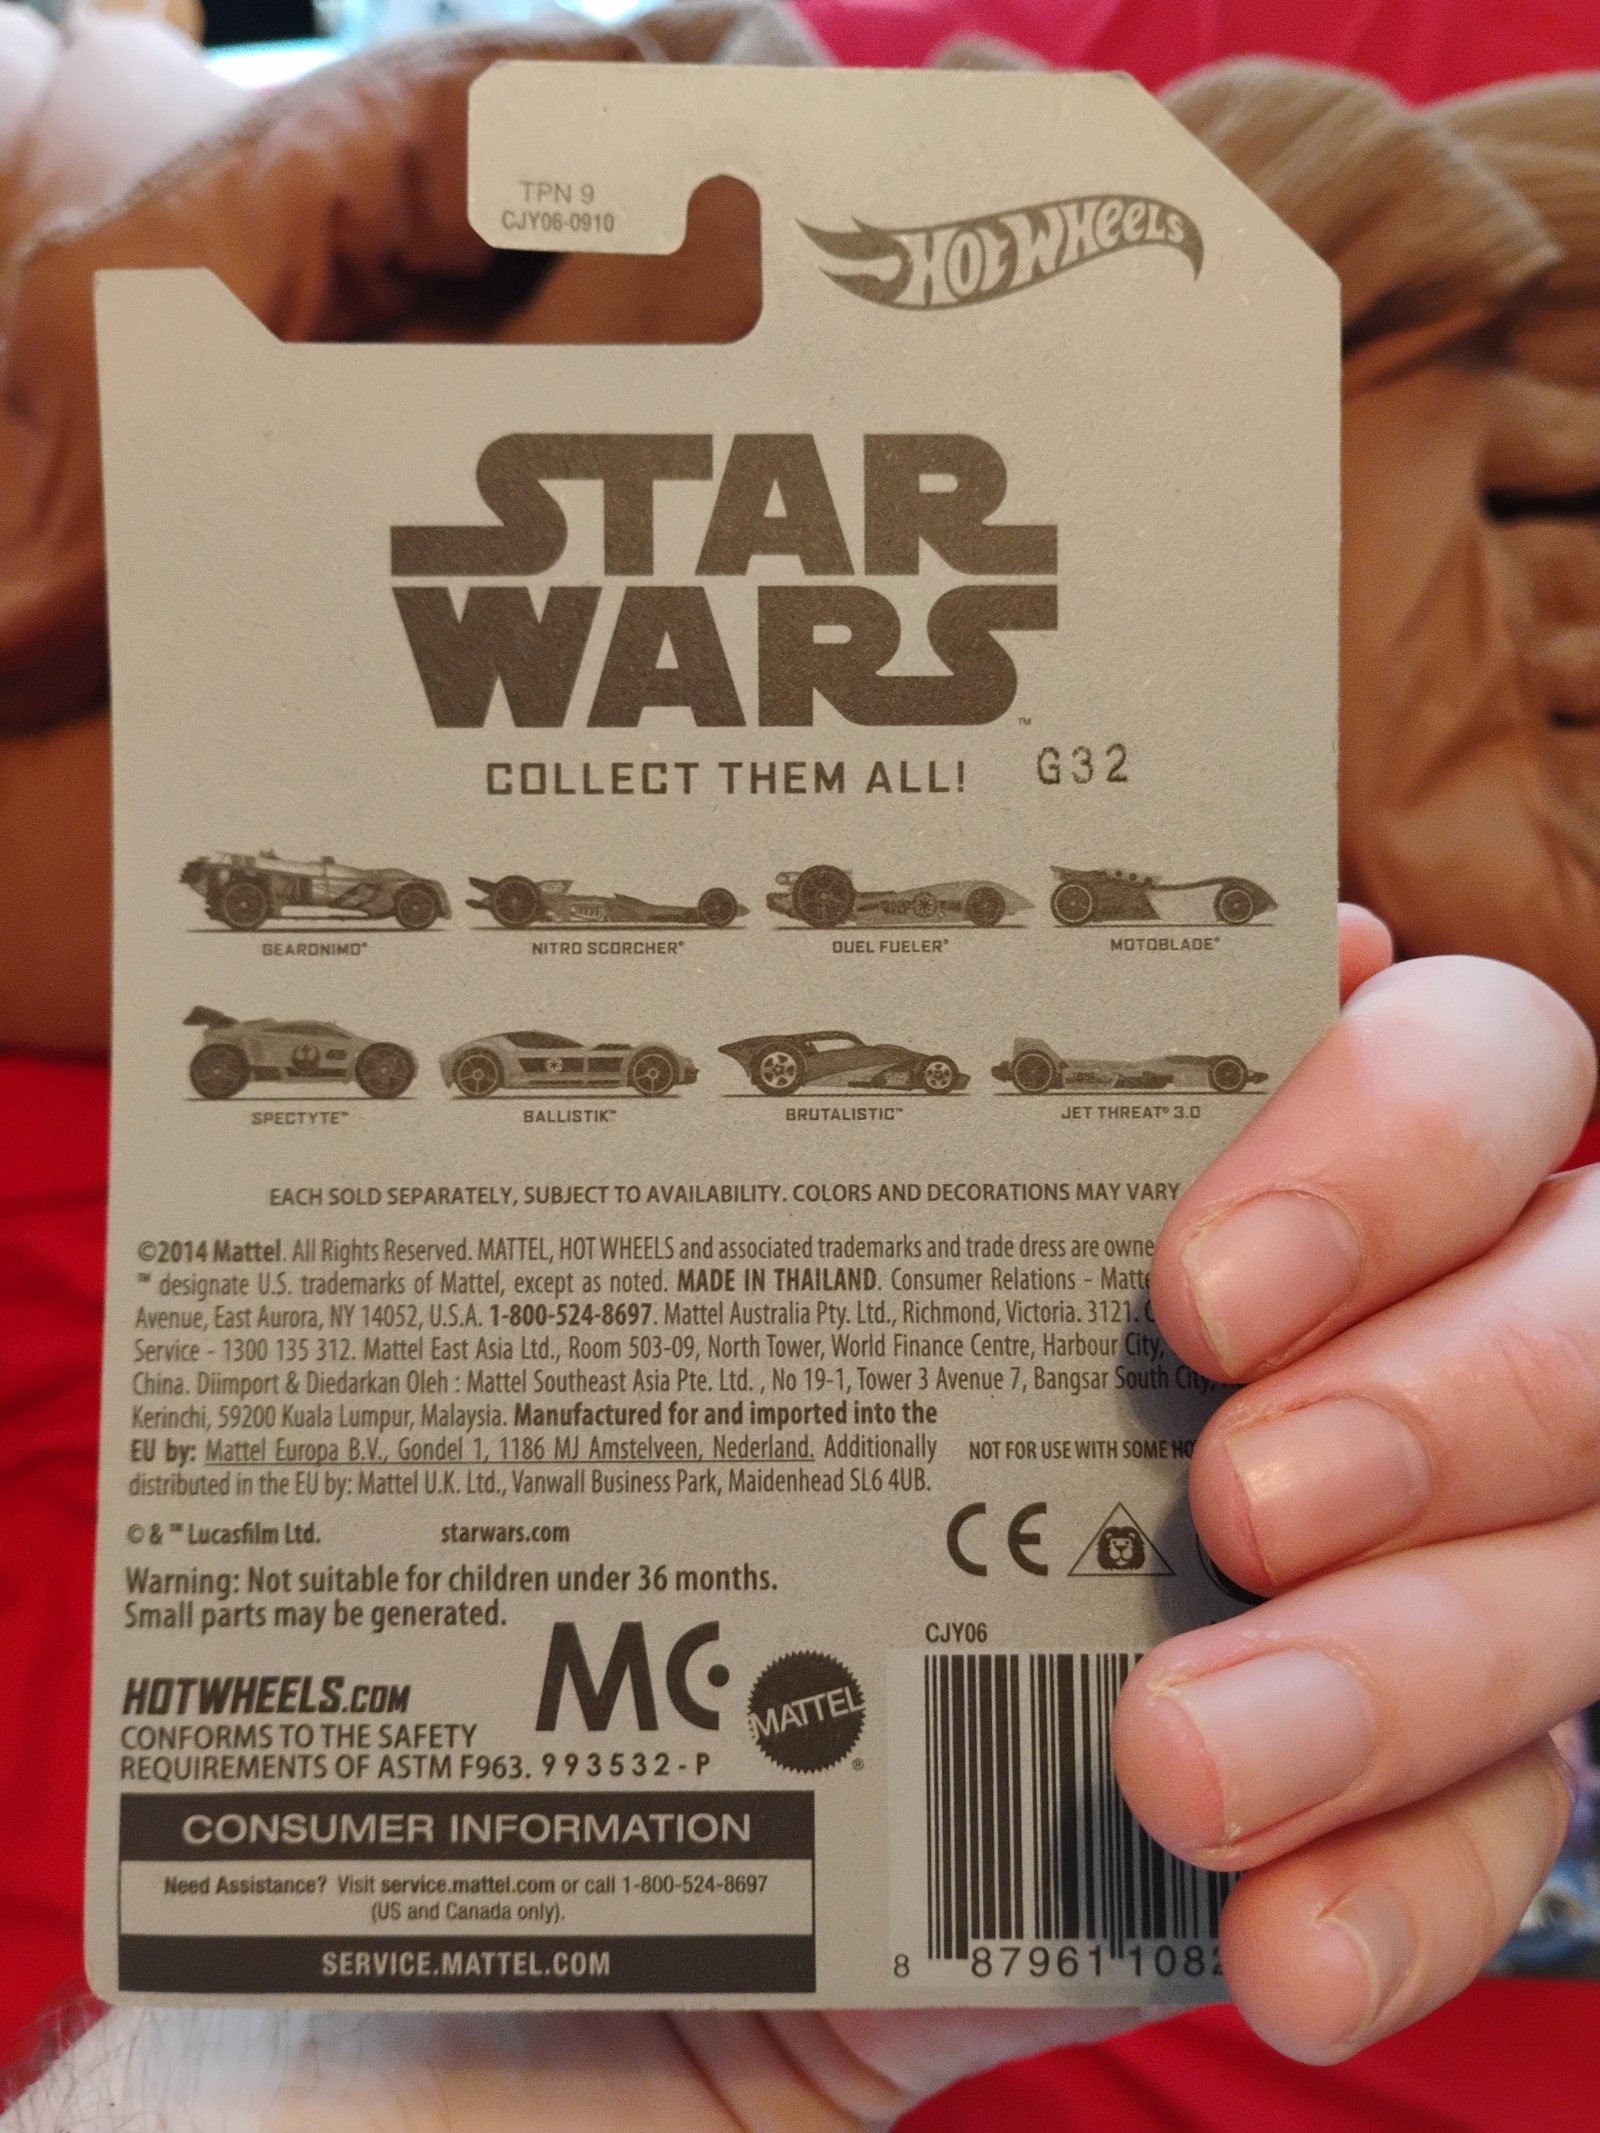 TPN 9
CJY06-0910
HOT WHEELS
STAR
WARS™
COLLECT THEM ALL! G32
GEARONIMO® NITRO SCORCHER® DUEL FUELER® MOTOBLADE®
SPECTYTE™ BALLISTIK™ BRUTALISTIC™ JET THREAT® 3.0
EACH SOLD SEPARATELY, SUBJECT TO AVAILABILITY. COLORS AND DECORATIONS MAY VARY
©2014 Mattel. All Rights Reserved. MATTEL, HOT WHEELS and associated trademarks and trade dress are owne
™ designate U.S. trademarks of Mattel, except as noted. MADE IN THAILAND. Consumer Relations - Matte
Avenue, East Aurora, NY 14052, U.S.A. 1-800-524-8697. Mattel Australia Pty. Ltd., Richmond, Victoria. 3121.
Service - 1300 135 312. Mattel East Asia Ltd., Room 503-09, North Tower, World Finance Centre, Harbour City,
China. Diimport & Diedarkan Oleh : Mattel Southeast Asia Pte. Ltd. , No 19-1, Tower 3 Avenue 7, Bangsar South City,
Kerinchi, 59200 Kuala Lumpur, Malaysia. Manufactured for and imported into the
EU by: Mattel Europa B.V., Gondel 1, 1186 MJ Amstelveen, Nederland. Additionally
distributed in the EU by: Mattel U.K. Ltd., Vanwall Business Park, Maidenhead SL6 4UB.
NOT FOR USE WITH SOME HO
© & ™ Lucasfilm Ltd. starwars.com
CE
Warning: Not suitable for children under 36 months.
Small parts may be generated.
MC
MATTEL®
HOTWHEELS.COM
CONFORMS TO THE SAFETY
REQUIREMENTS OF ASTM F963. 993532-P
CJY06
8 87961 1082
CONSUMER INFORMATION
Need Assistance? Visit service.mattel.com or call 1-800-524-8697
(US and Canada only).
SERVICE.MATTEL.COM